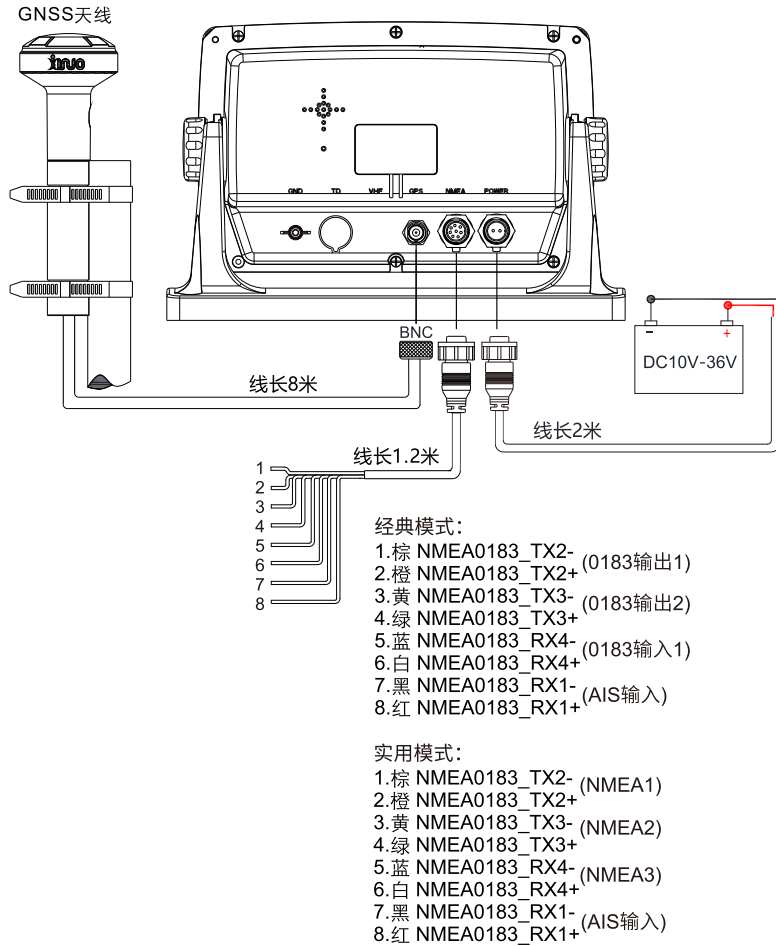 GNSS天线
GND TD VHF GPS NMEA POWER
BNC
- +
DC10V-36V
线长8米
线长2米
线长1.2米
1
2
3
4
5
6
7
8
经典模式:
1.棕 NMEA0183_TX2-
(0183输出1)
2.橙 NMEA0183_TX2+
3.黄 NMEA0183_TX3-
(0183输出2)
4.绿 NMEA0183_TX3+
5.蓝 NMEA0183_RX4-
(0183输入1)
6.白 NMEA0183_RX4+
7.黑 NMEA0183_RX1-
(AIS输入)
8.红 NMEA0183_RX1+
实用模式:
1.棕 NMEA0183_TX2-
(NMEA1)
2.橙 NMEA0183_TX2+
3.黄 NMEA0183_TX3-
(NMEA2)
4.绿 NMEA0183_TX3+
5.蓝 NMEA0183_RX4-
(NMEA3)
6.白 NMEA0183_RX4+
7.黑 NMEA0183_RX1-
(AIS输入)
8.红 NMEA0183_RX1+